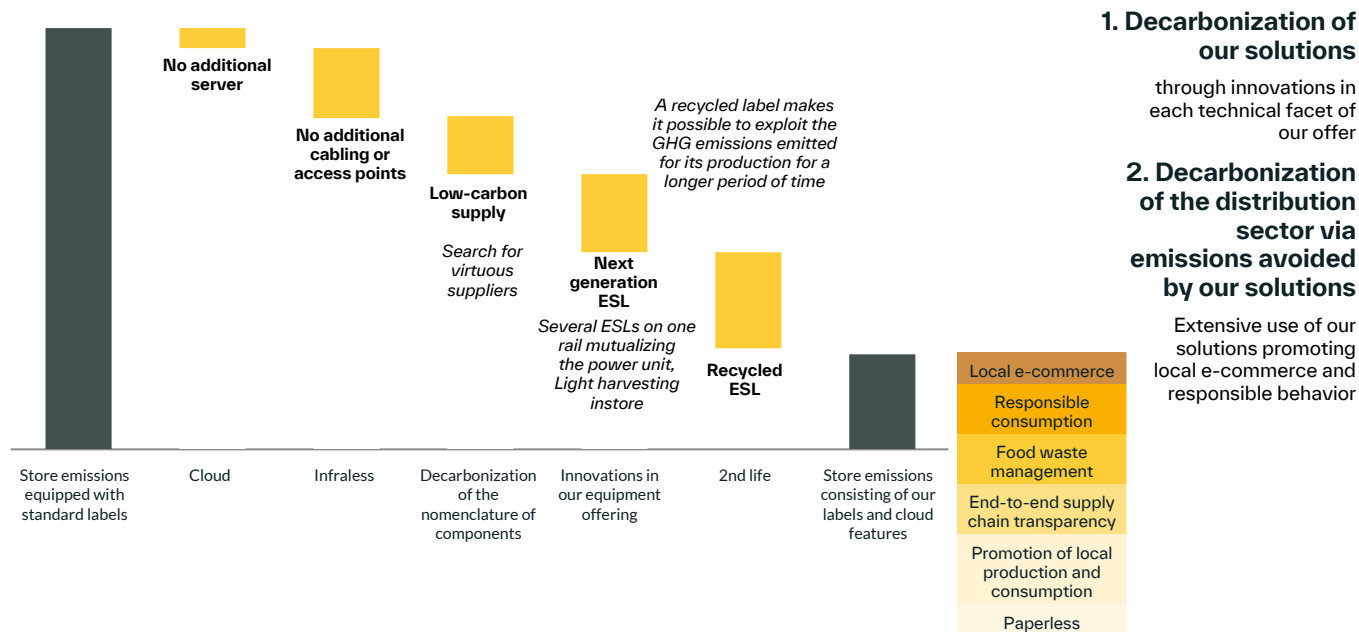 No additional
server
No additional
cabling or
access points
Low-carbon
supply
Search for
virtuous
suppliers
A recycled label makes
it possible to exploit the
GHG emissions emitted
for its production for a
longer period of time
Next
generation
ESL
Several ESLs on one
rail mutualizing
the power unit,
Light harvesting
instore
Recycled
ESL
Store emissions
equipped with
standard labels
Cloud
Infraless
Decarbonization
of the
nomenclature of
components
Innovations in
our equipment
offering
2nd life
Store emissions
consisting of our
labels and cloud
features
Local e-commerce
Responsible
consumption
Food waste
management
End-to-end supply
chain transparency
Promotion of local
production and
consumption
Paperless
1. Decarbonization of
our solutions
through innovations in
each technical facet of
our offer
2. Decarbonization
of the distribution
sector via
emissions avoided
by our solutions
Extensive use of our
solutions promoting
local e-commerce and
responsible behavior